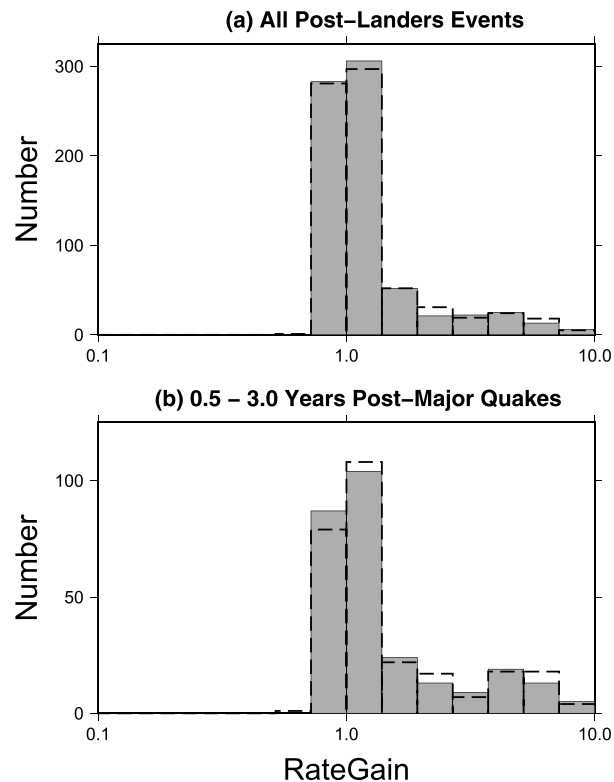 (a) All Post–Landers Events
300
200
100
0
Number
0.1 1.0 10.0
(b) 0.5 – 3.0 Years Post–Major Quakes
100
50
0
Number
0.1 1.0 10.0
RateGain